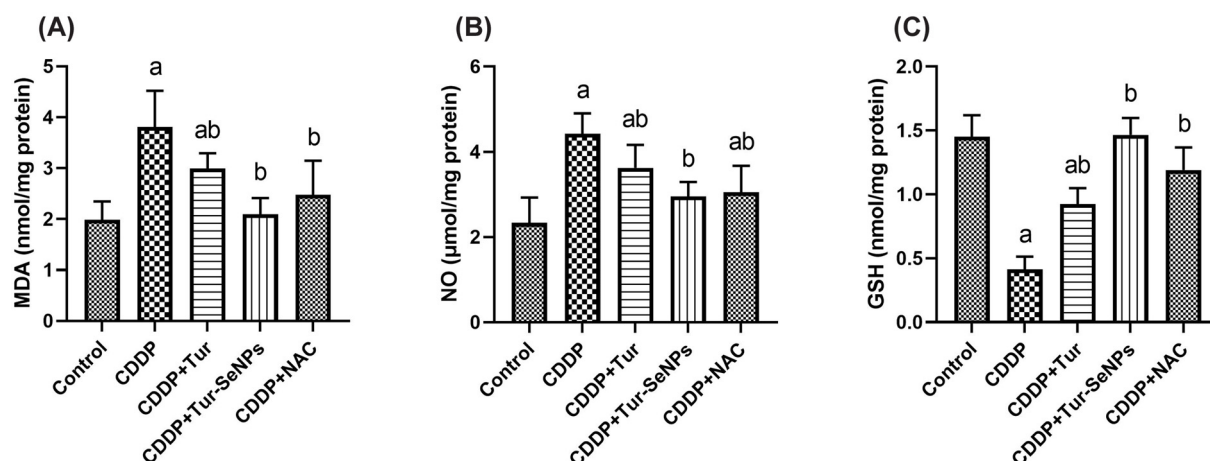 (A)
MDA (nmol/mg protein)
5
4
3
2
1
0
a
ab
b
b
Control
CDDP
CDDP+Tur
CDDP+Tur-SeNPs
CDDP+NAC
(B)
NO (μmol/mg protein)
6
4
2
0
a
ab
b
ab
Control
CDDP
CDDP+Tur
CDDP+Tur-SeNPs
CDDP+NAC
(C)
GSH (nmol/mg protein)
2.0
1.5
1.0
0.5
0.0
a
ab
b
b
Control
CDDP
CDDP+Tur
CDDP+Tur-SeNPs
CDDP+NAC